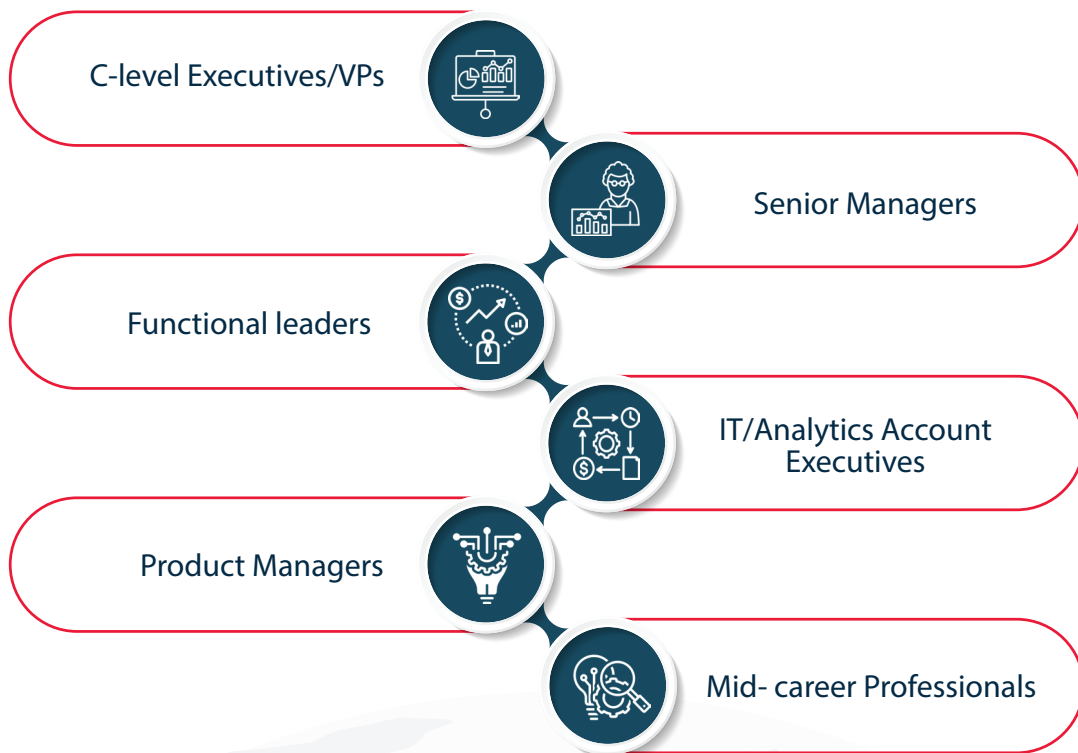 C-level Executives/VPs
Senior Managers
Functional leaders
IT/Analytics Account
Executives
Product Managers
Mid- career Professionals